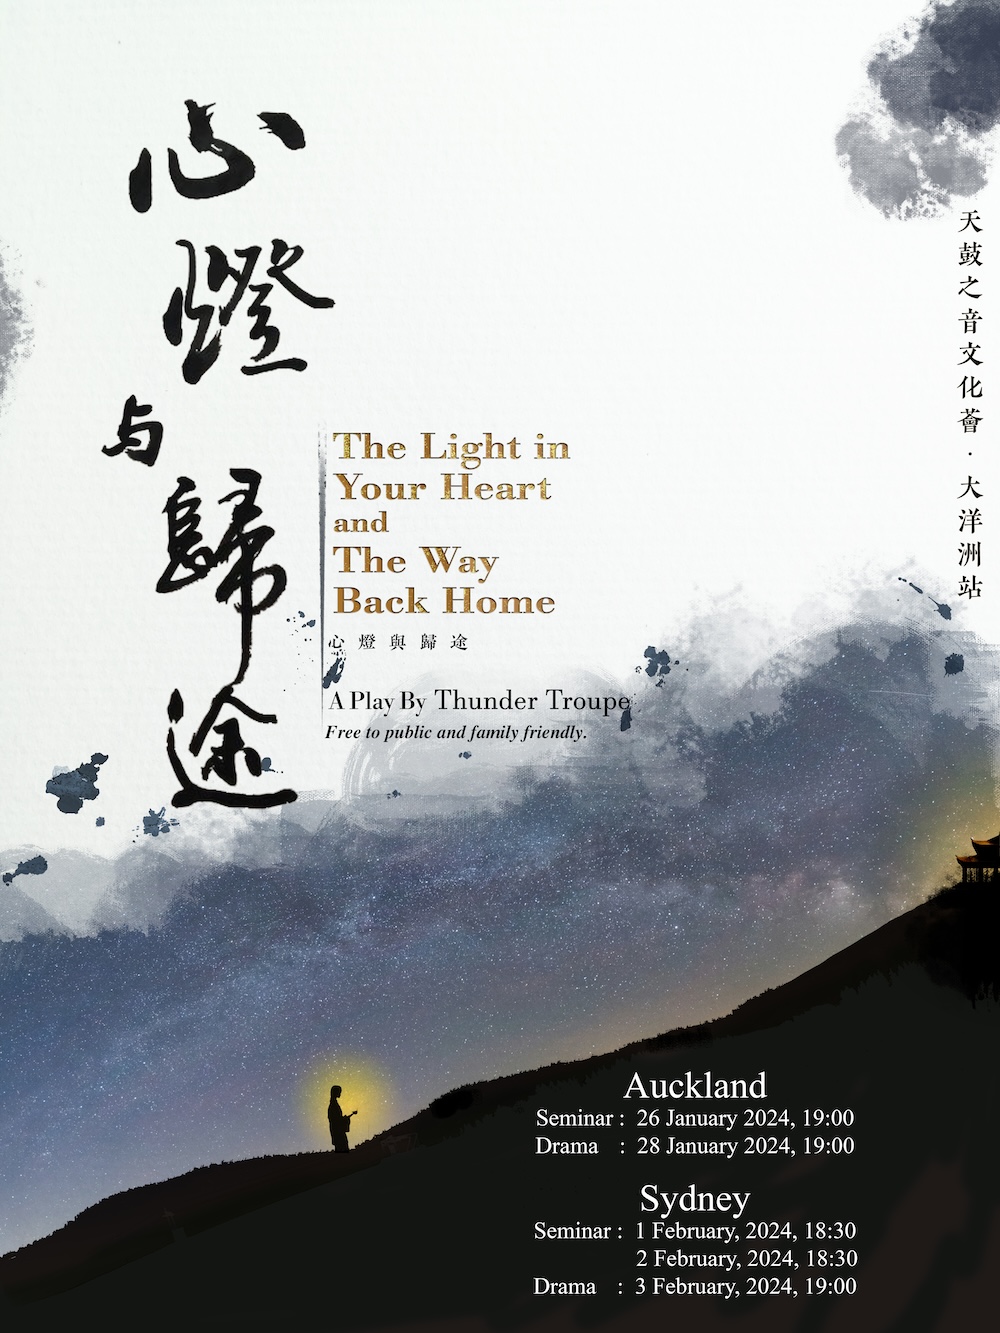 心燈与歸途
天鼓之音文化薈·大洋洲站
The Light in
Your Heart
and
The Way
Back Home
心燈與歸途
A Play By Thunder Troupe
Free to public and family friendly.
Auckland
Seminar : 26 January 2024, 19:00
Drama : 28 January 2024, 19:00
Sydney
Seminar : 1 February, 2024, 18:30
2 February, 2024, 18:30
Drama : 3 February, 2024, 19:00